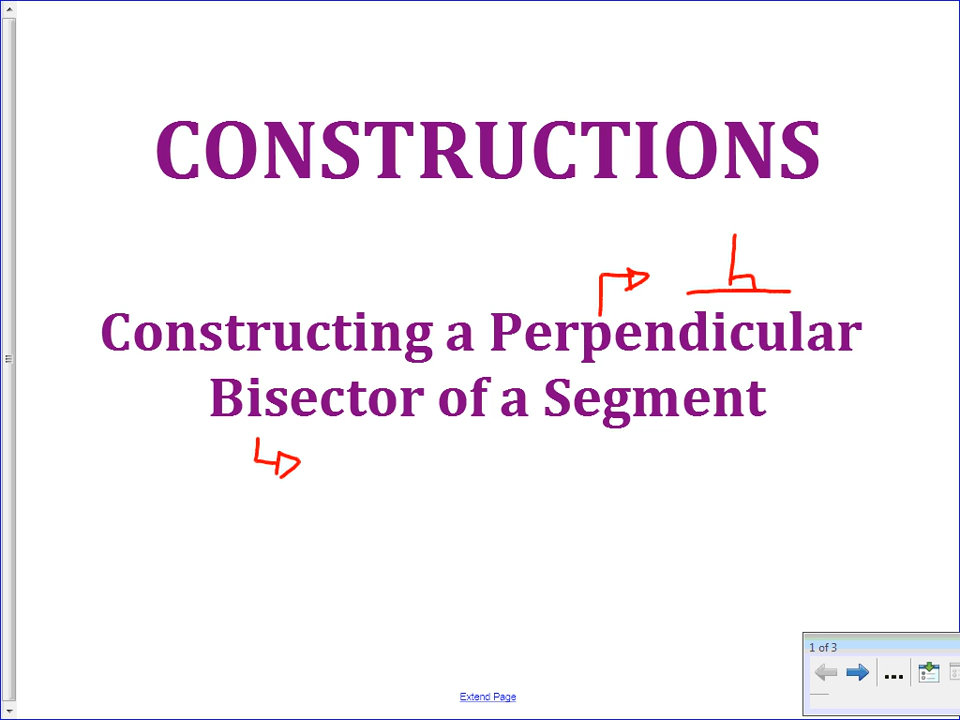 CONSTRUCTIONS
Constructing a Perpendicular
Bisector of a Segment
1 of 3
...
Extend Page